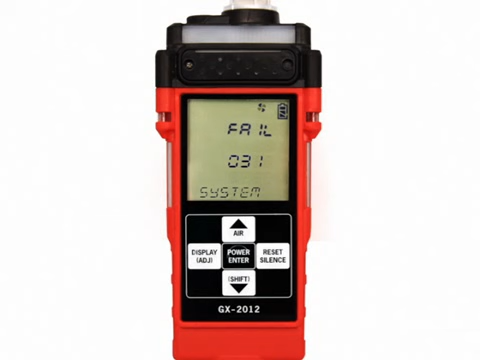 FAIL
031
SYSTEM
AIR
DISPLAY
(ADJ)
POWER
ENTER
RESET
SILENCE
(SHIFT)
GX-2012